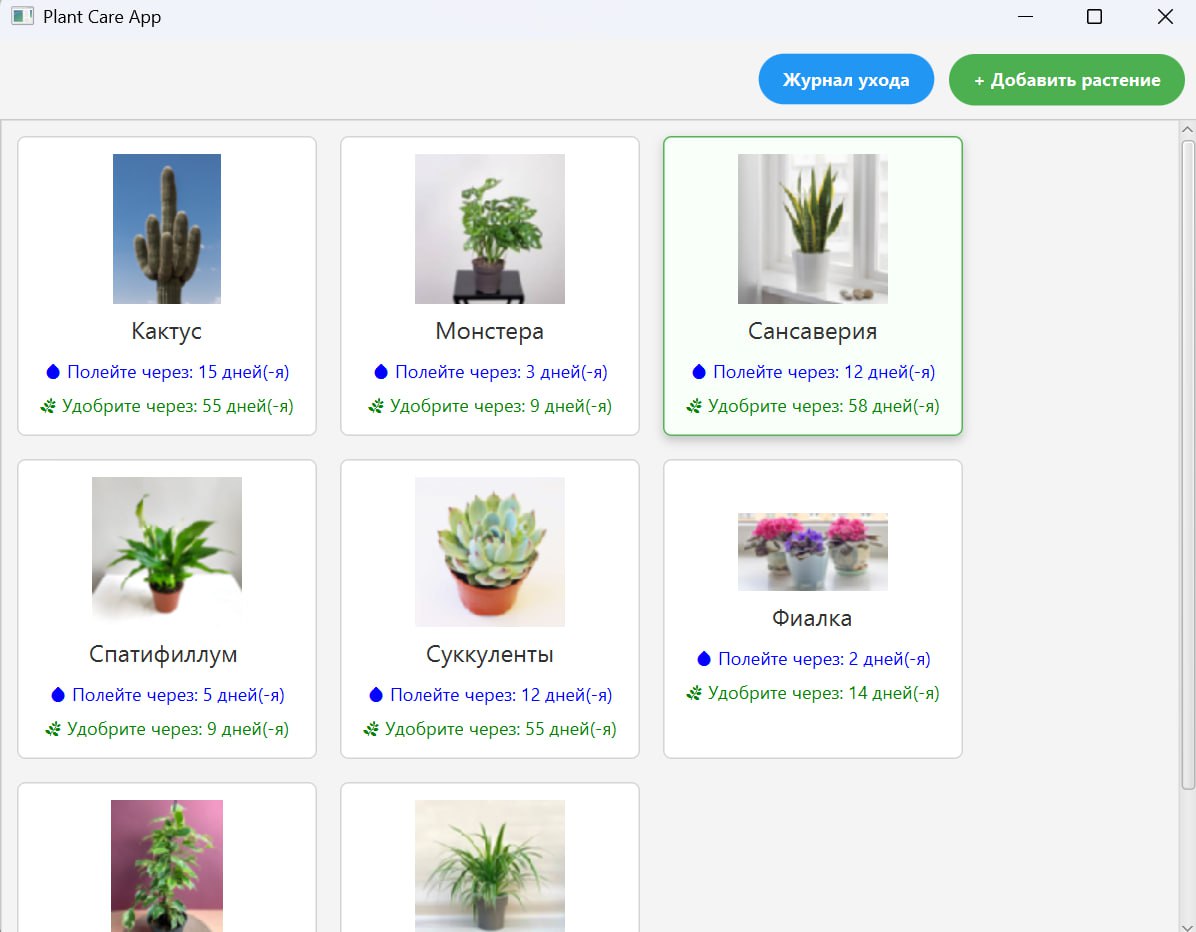 Plant Care App
Журнал ухода
+ Добавить растение
Кактус
Полейте через: 15 дней(-я)
Удобрите через: 55 дней(-я)
Монстера
Полейте через: 3 дней(-я)
Удобрите через: 9 дней(-я)
Сансаверия
Полейте через: 12 дней(-я)
Удобрите через: 58 дней(-я)
Спатифиллум
Полейте через: 5 дней(-я)
Удобрите через: 9 дней(-я)
Суккуленты
Полейте через: 12 дней(-я)
Удобрите через: 55 дней(-я)
Фиалка
Полейте через: 2 дней(-я)
Удобрите через: 14 дней(-я)